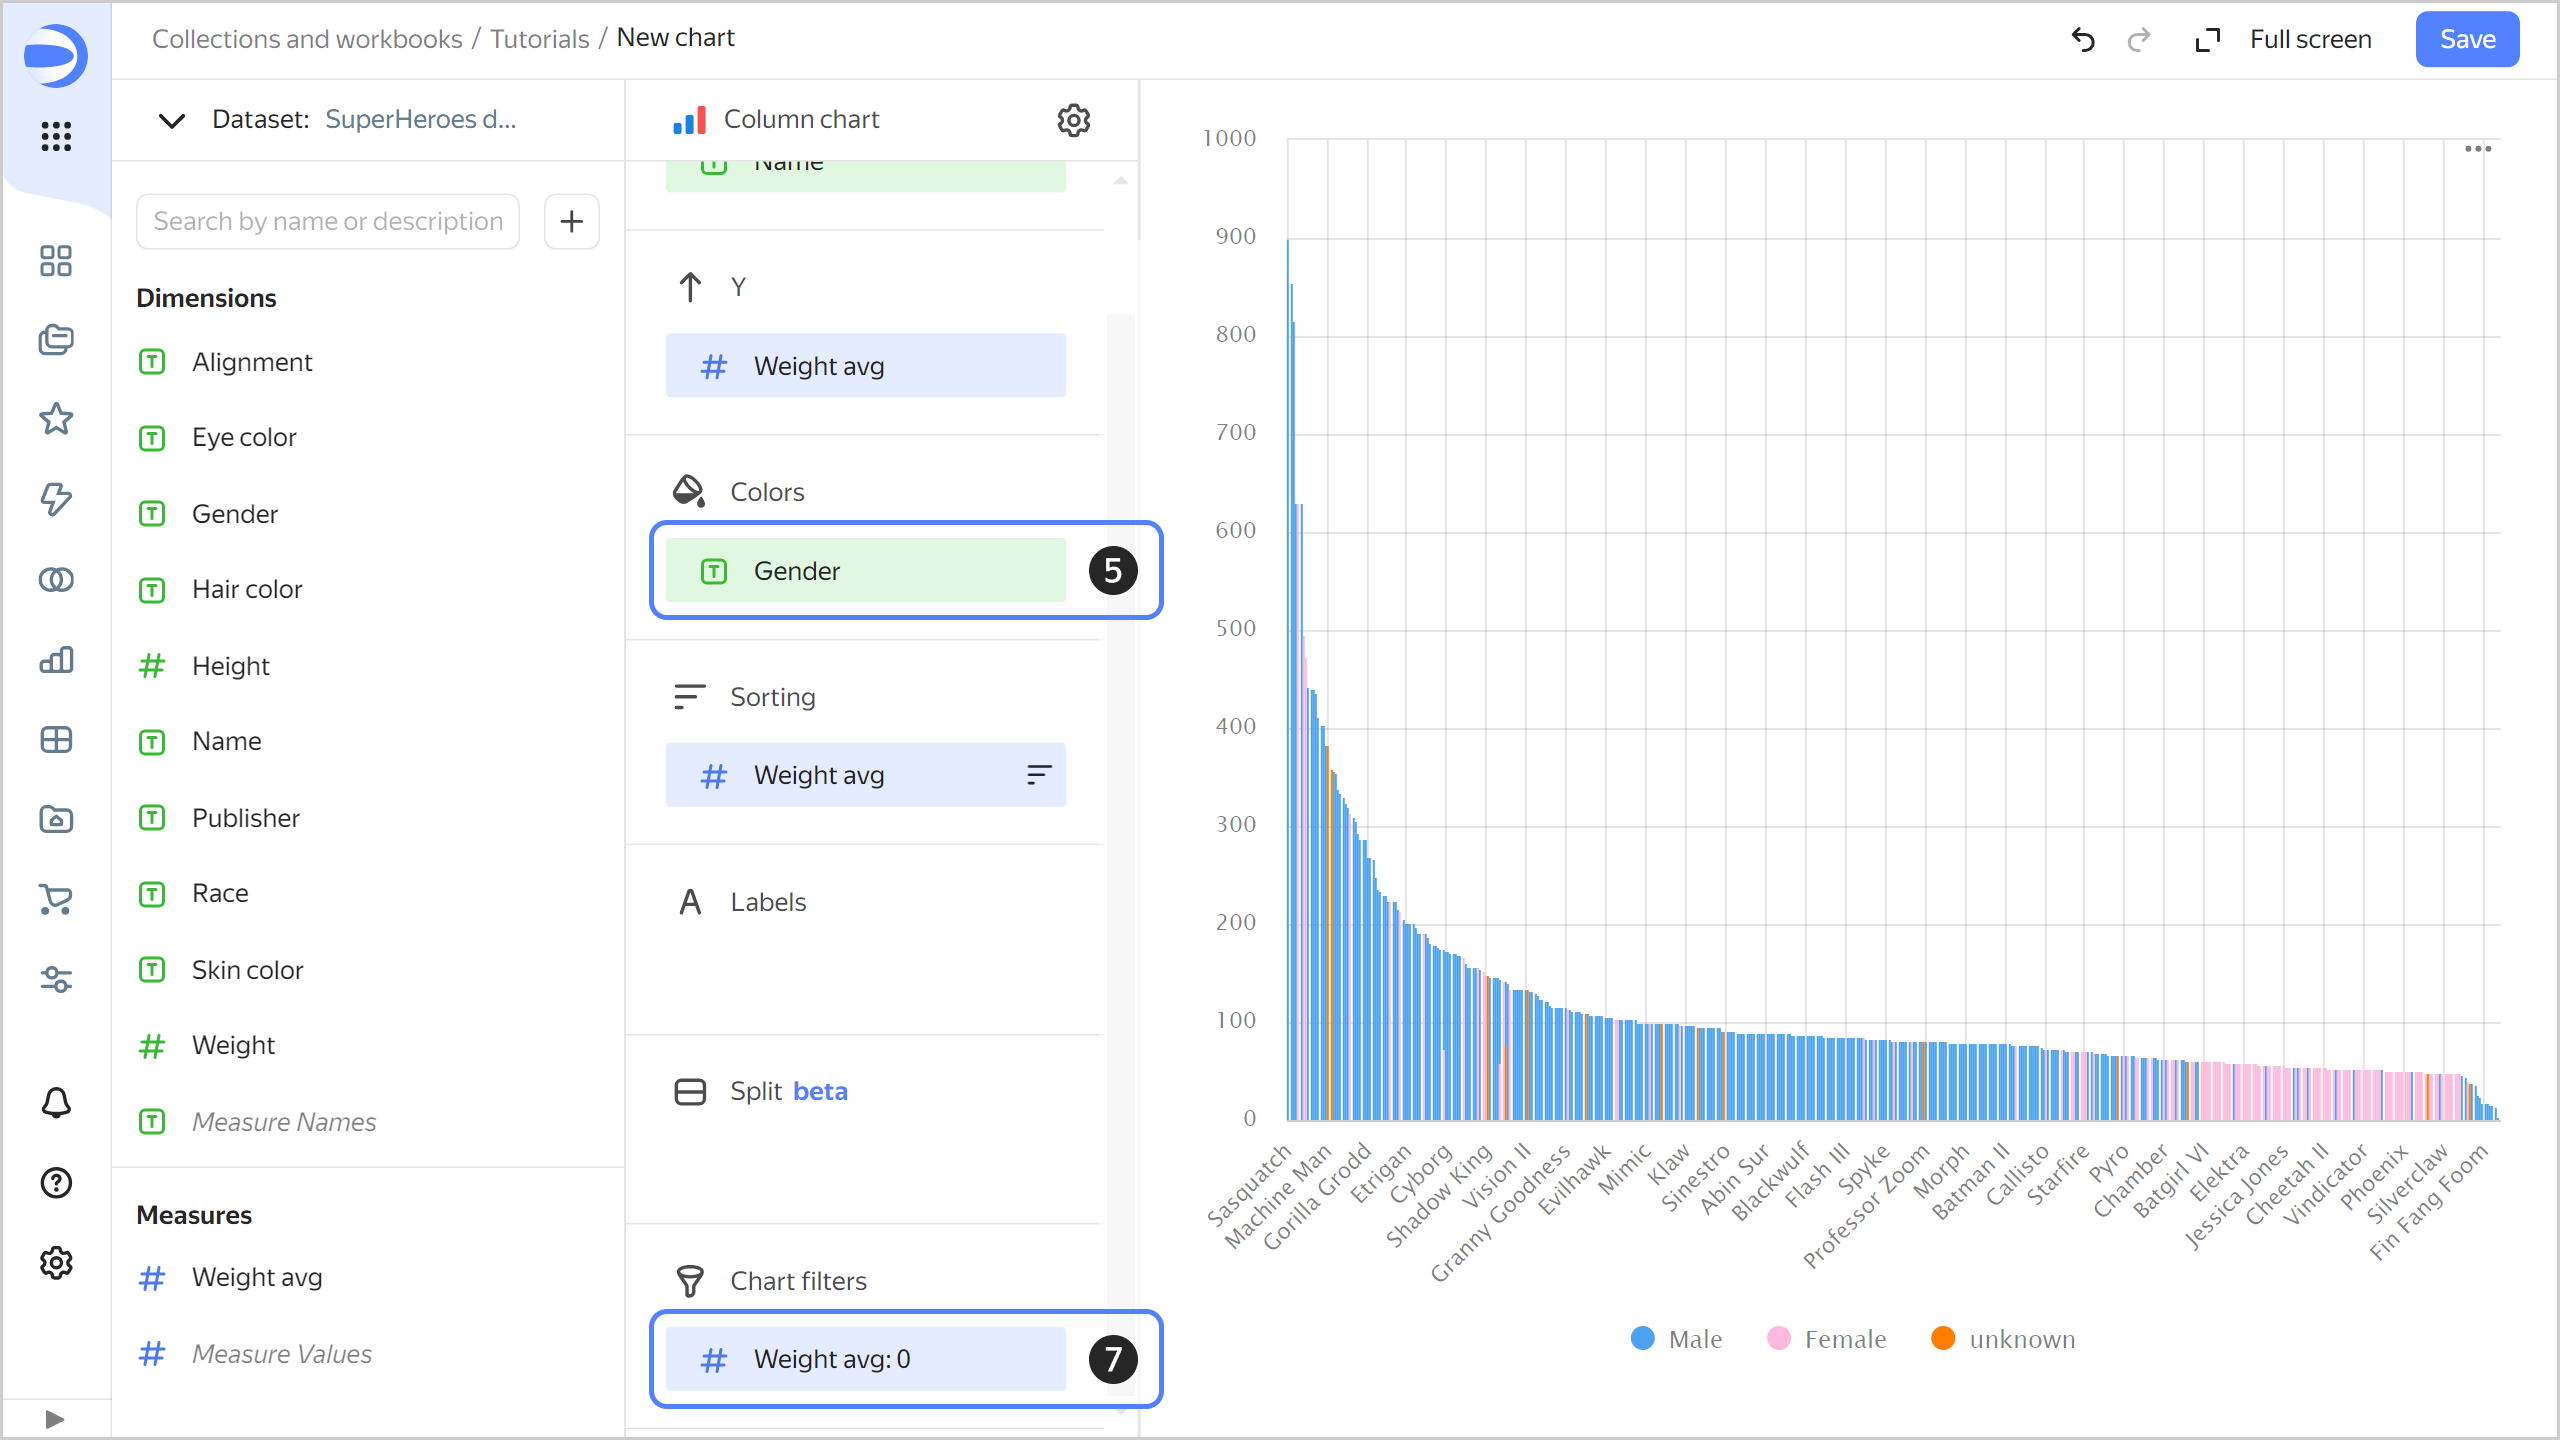 Collections and workbooks / Tutorials / New chart
Full screen
Save
Dataset: SuperHeroes d...
Search by name or description
Dimensions
Alignment
Eye color
Gender
Hair color
Height
Name
Publisher
Race
Skin color
Weight
Measure Names
Measures
Weight avg
Measure Values
Column chart
Name
Y
Weight avg
Colors
Gender
5
Sorting
Weight avg
Labels
Split beta
Chart filters
Weight avg: 0
7
1000
900
800
700
600
500
400
300
200
100
0
Sasquatch
Machine Man
Gorilla Grodd
Etrigan
Cyborg
Shadow King
Vision II
Granny Goodness
Evilhawk
Mimic
Klaw
Sinestro
Abin Sur
Blackwulf
Flash III
Spyke
Professor Zoom
Morph
Batman II
Callisto
Starfire
Pyro
Chamber
Batgirl VI
Elektra
Jessica Jones
Cheetah II
Vindicator
Phoenix
Silverclaw
Fin Fang Foom
Male
Female
unknown